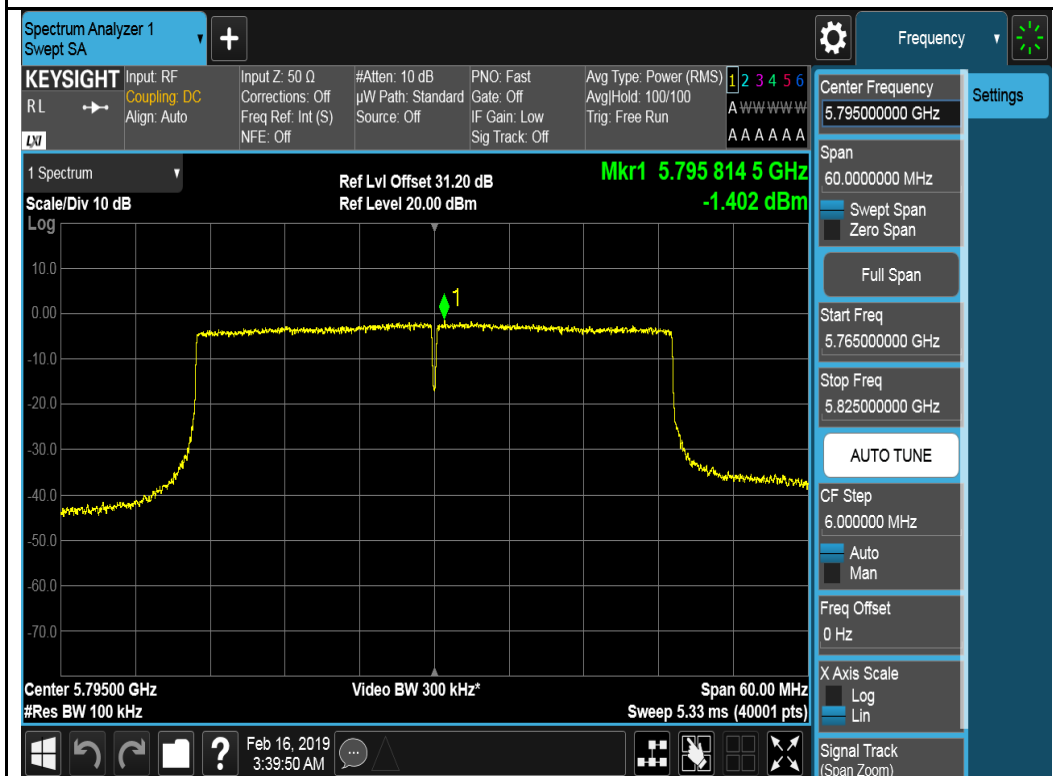 Spectrum Analyzer 1
Swept SA
+
Frequency
KEYSIGHT
R L
LXI
Input: RF
Coupling: DC
Align: Auto
Input Z: 50 Ω
Corrections: Off
Freq Ref: Int (S)
NFE: Off
#Atten: 10 dB
µW Path: Standard
Source: Off
PNO: Fast
Gate: Off
IF Gain: Low
Sig Track: Off
Avg Type: Power (RMS)
Avg|Hold: 100/100
Trig: Free Run
1 2 3 4 5 6
A W W W W W
A A A A A A
1 Spectrum
Scale/Div 10 dB
Ref Lvl Offset 31.20 dB
Ref Level 20.00 dBm
Mkr1 5.795 814 5 GHz
-1.402 dBm
Log
10.0
0.00
-10.0
-20.0
-30.0
-40.0
-50.0
-60.0
-70.0
1
Center 5.79500 GHz
#Res BW 100 kHz
Video BW 300 kHz*
Span 60.00 MHz
Sweep 5.33 ms (40001 pts)
?
Feb 16, 2019
3:39:50 AM
Center Frequency
5.795000000 GHz
Settings
Span
60.0000000 MHz
Swept Span
Zero Span
Full Span
Start Freq
5.765000000 GHz
Stop Freq
5.825000000 GHz
AUTO TUNE
CF Step
6.000000 MHz
Auto
Man
Freq Offset
0 Hz
X Axis Scale
Log
Lin
Signal Track
(Span Zoom)